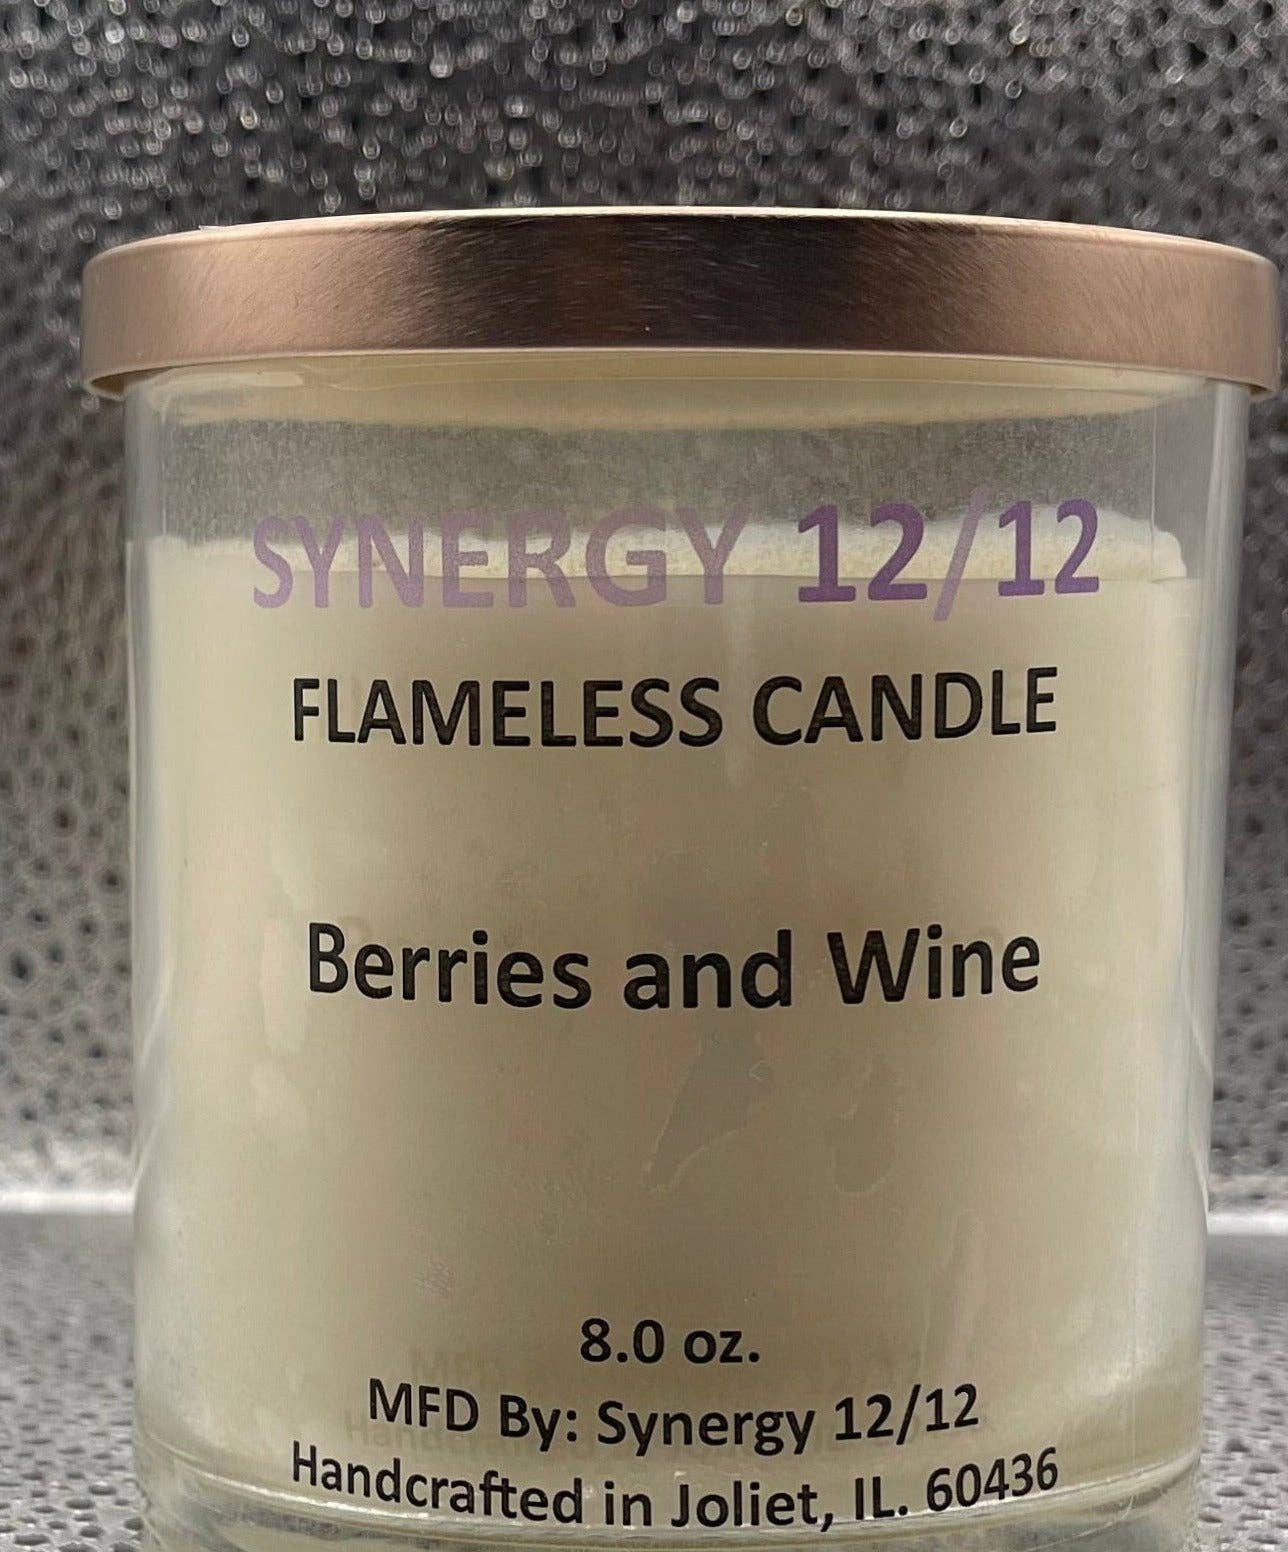 SYNERGY 12/12
FLAMELESS CANDLE
Berries and Wine
8.0 oz.
MFD By: Synergy 12/12
Handcrafted in Joliet, IL. 60436